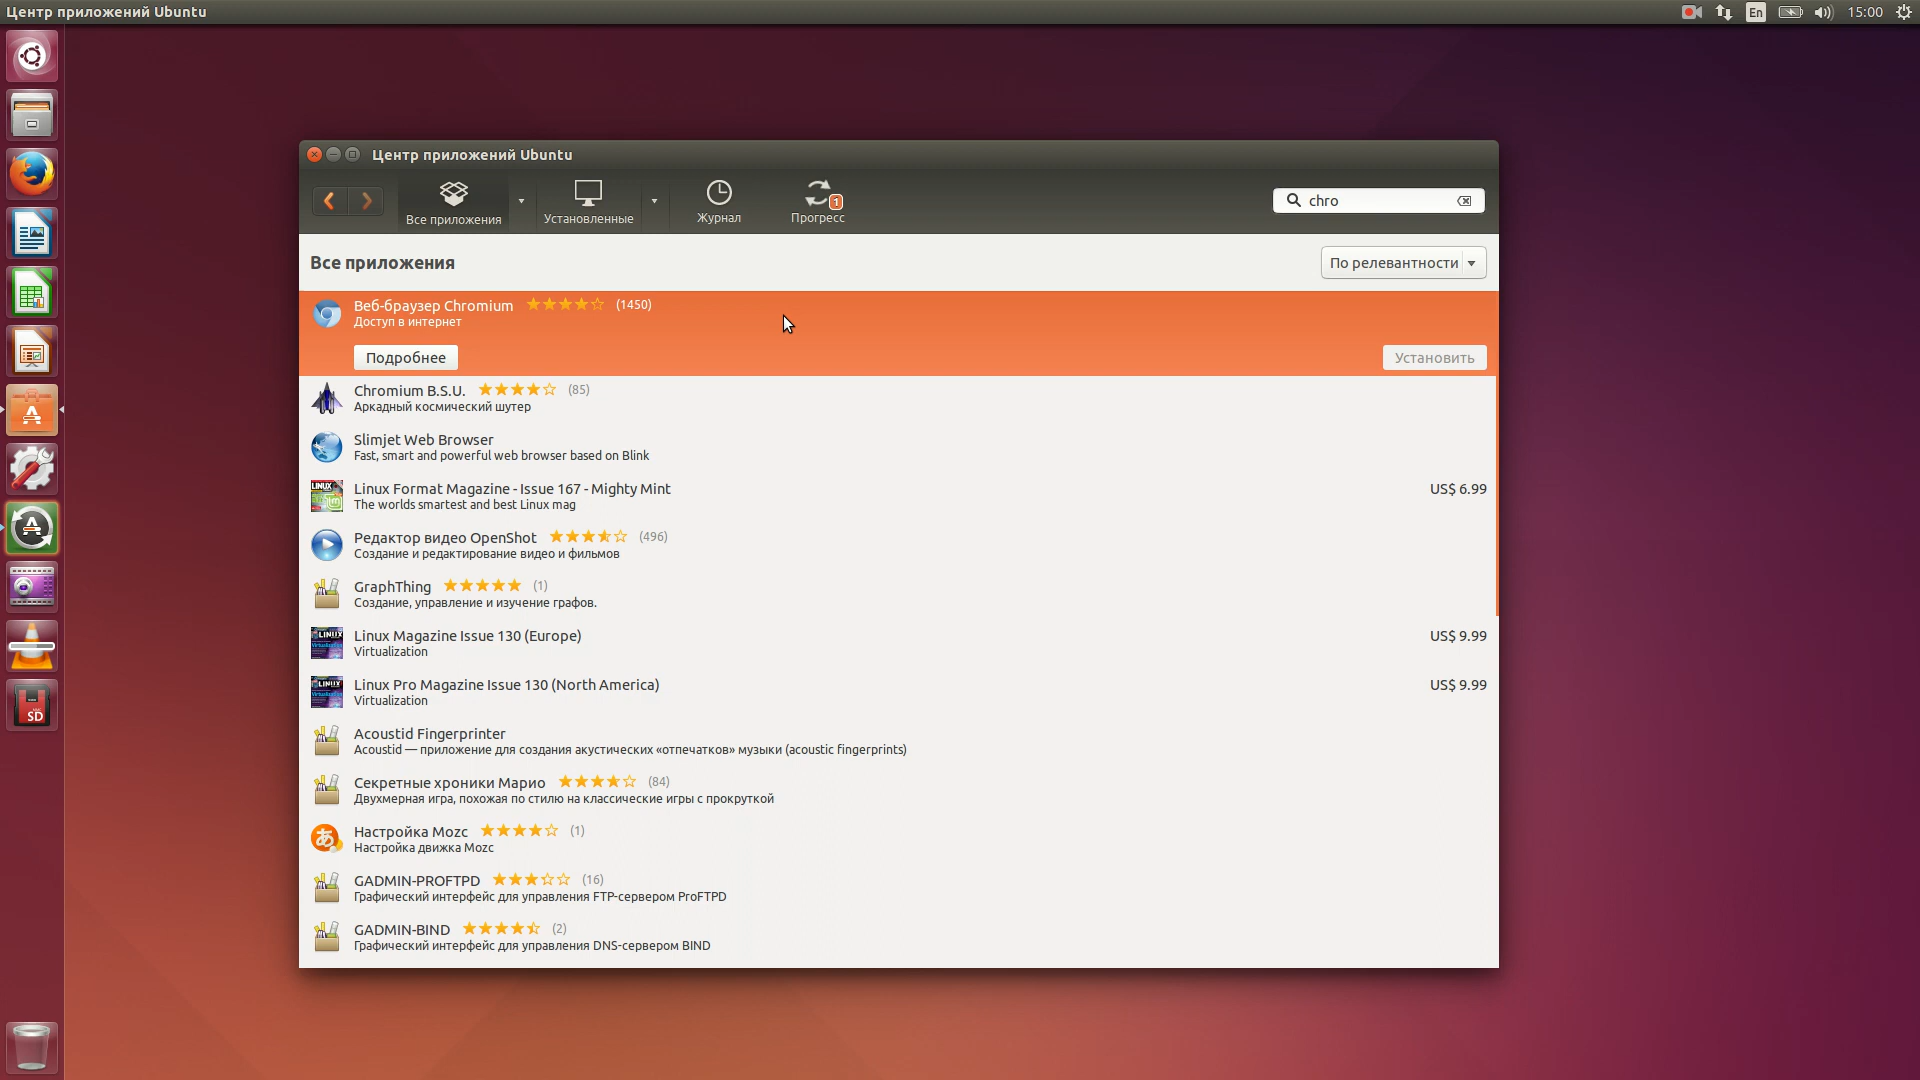 Центр приложений Ubuntu
En
15:00
Центр приложений Ubuntu
Все приложения
Установленные
Журнал
1
Прогресс
chro
Все приложения
По релевантности
Веб-браузер Chromium (1450)
Доступ в интернет
Подробнее
Установить
Chromium B.S.U. (85)
Аркадный космический шутер
Slimjet Web Browser
Fast, smart and powerful web browser based on Blink
Linux Format Magazine - Issue 167 - Mighty Mint US$ 6.99
The worlds smartest and best Linux mag
Редактор видео OpenShot (496)
Создание и редактирование видео и фильмов
GraphThing (1)
Создание, управление и изучение графов.
Linux Magazine Issue 130 (Europe) US$ 9.99
Virtualization
Linux Pro Magazine Issue 130 (North America) US$ 9.99
Virtualization
Acoustid Fingerprinter
Acoustid — приложение для создания акустических «отпечатков» музыки (acoustic fingerprints)
Секретные хроники Марио (84)
Двухмерная игра, похожая по стилю на классические игры с прокруткой
あ
Настройка Mozc (1)
Настройка движка Mozc
GADMIN-PROFTPD (16)
Графический интерфейс для управления FTP-сервером ProFTPD
GADMIN-BIND (2)
Графический интерфейс для управления DNS-сервером BIND
SD